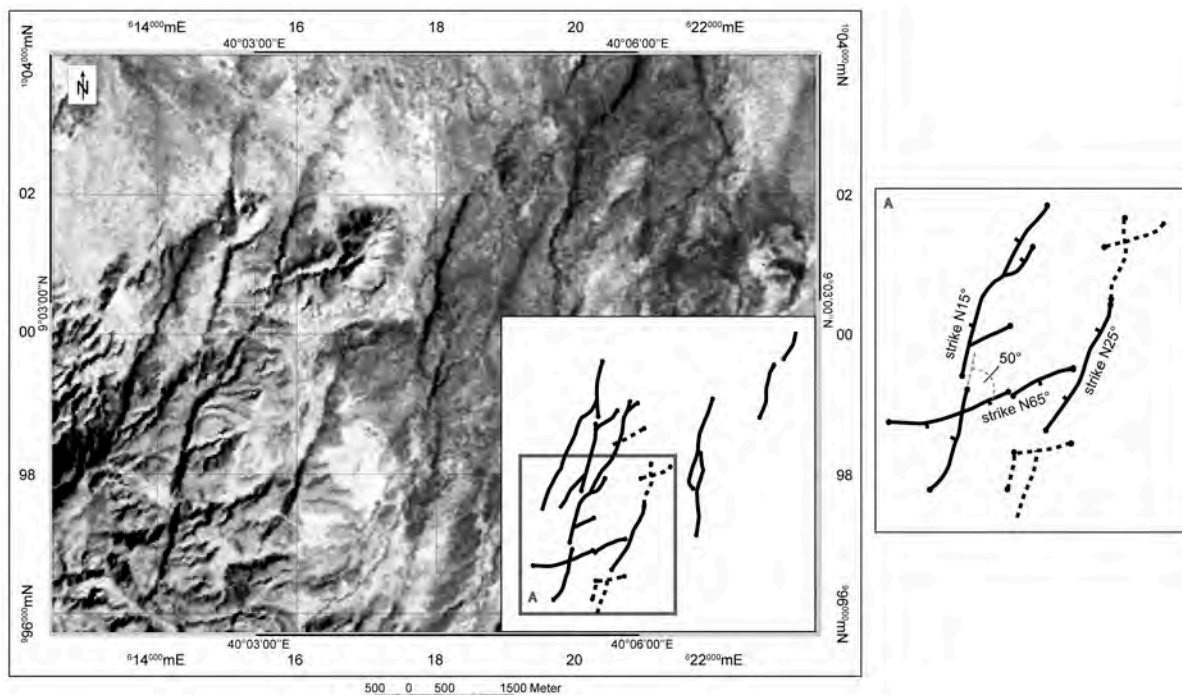 ⁶14⁰⁰⁰mE 16 18 20 ⁶22⁰⁰⁰mE
40°03'00"E 40°06'00"E
¹⁰04⁰⁰⁰mN
¹⁰04⁰⁰⁰mN
N
02
02
9°03'00"N
9°03'00"N
00
00
98
98
⁹96⁰⁰⁰mN
⁹96⁰⁰⁰mN
A
40°03'00"E 40°06'00"E
⁶14⁰⁰⁰mE 16 18 20 ⁶22⁰⁰⁰mE
500 0 500 1500 Meter
A
strike N15°
50°
strike N65°
strike N25°